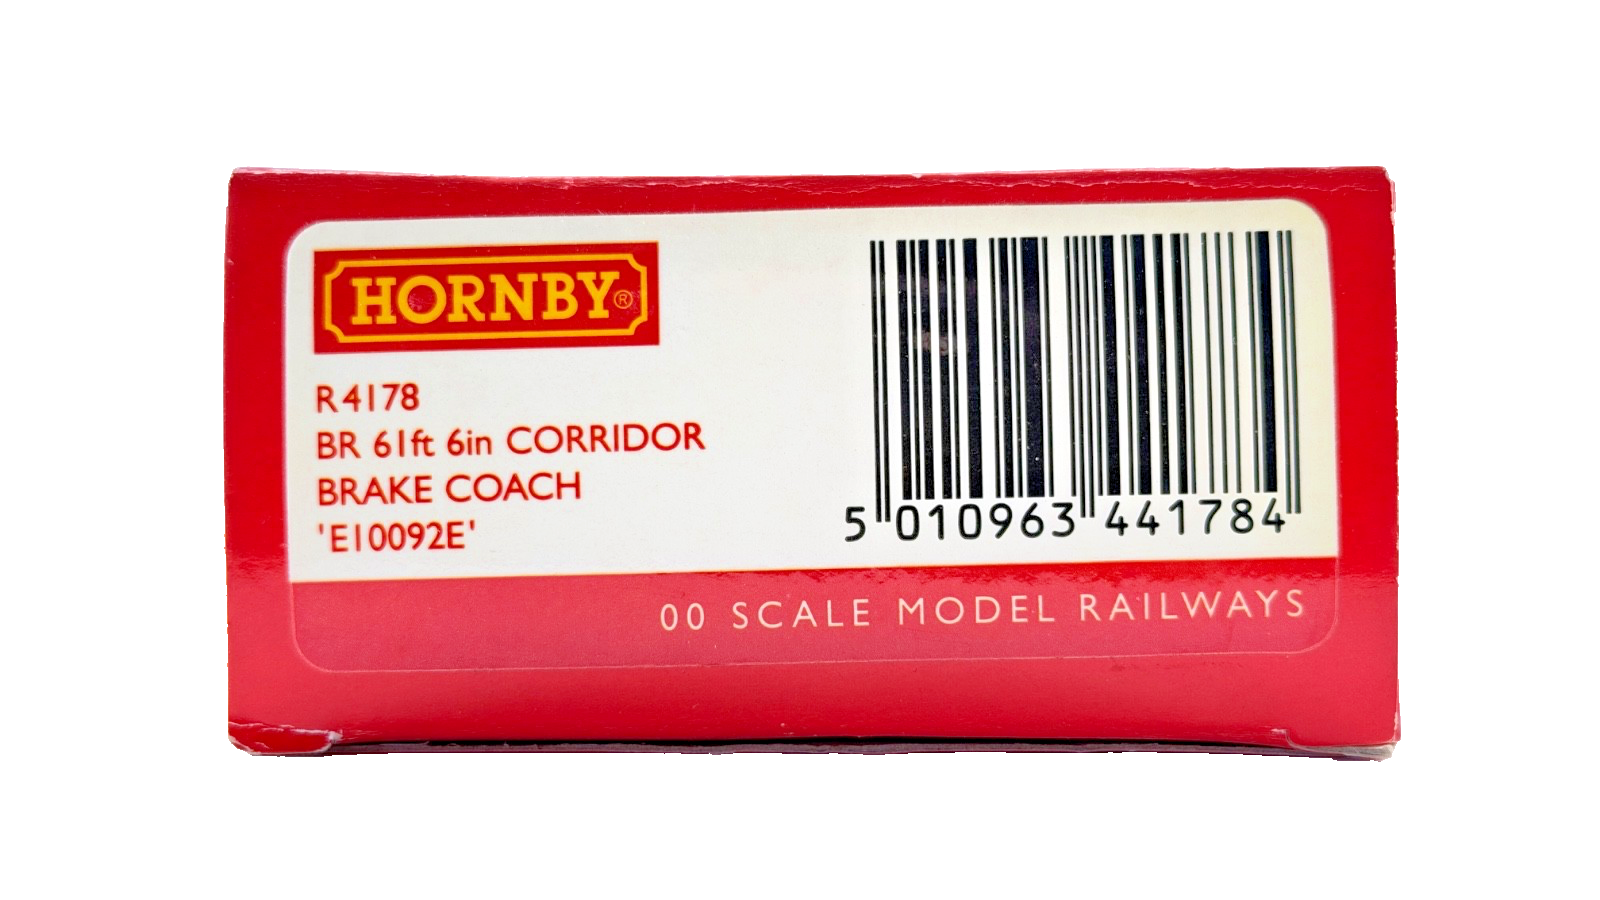 HORNBY®
R4178
BR 61ft 6in CORRIDOR
BRAKE COACH
'E10092E'
5 010963 441784
00 SCALE MODEL RAILWAYS